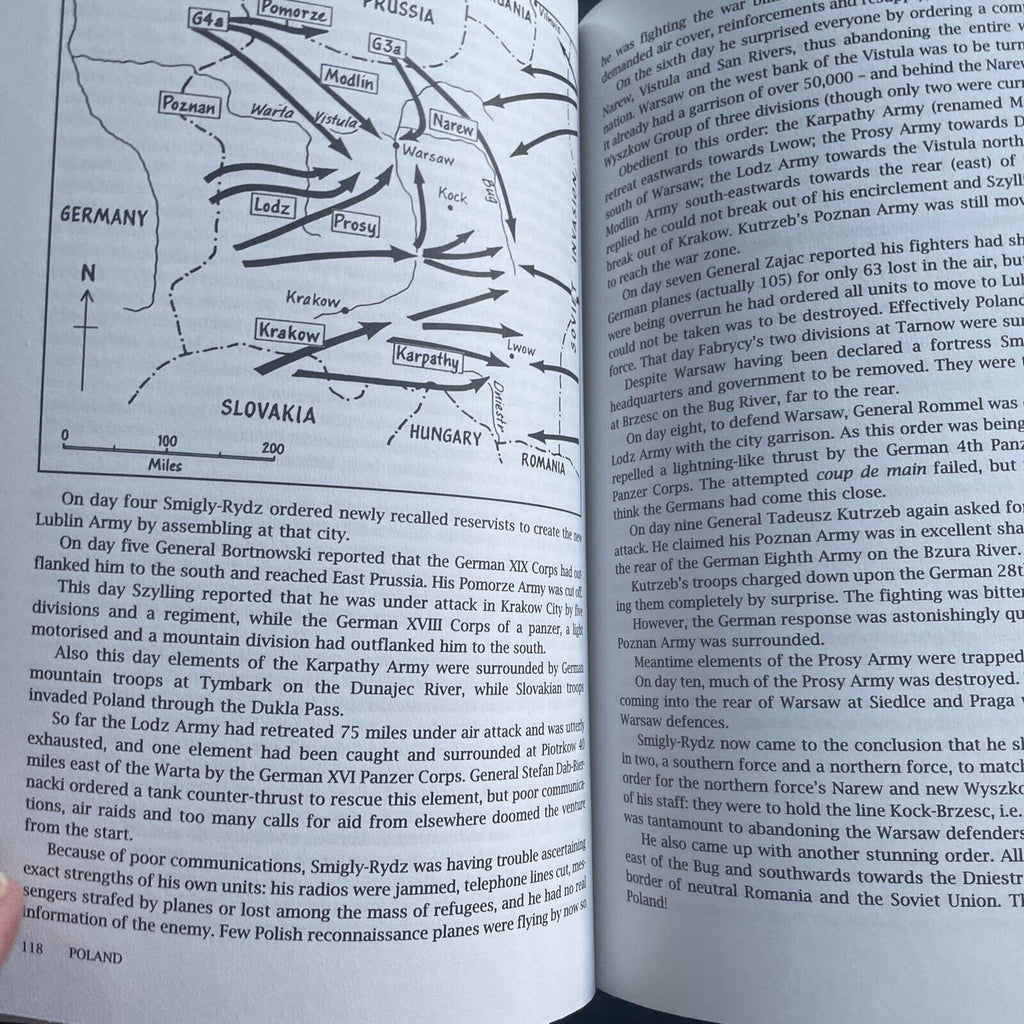 PRUSSIA
G4a
Pomorze
G3a
Modlin
Poznan
Warta
Vistula
Narew
Warsaw
Kock
Bug
GERMANY
Lodz
Prosy
N
Krakow
Krakow
Karpathy
Lwow
Dniestr
SLOVAKIA
HUNGARY
ROMANIA
0 100 200
Miles
On day four Smigly-Rydz ordered newly recalled reservists to create the new
Lublin Army by assembling at that city.
On day five General Bortnowski reported that the German XIX Corps had out-
flanked him to the south and reached East Prussia. His Pomorze Army was cut off.
This day Szylling reported that he was under attack in Krakow City by five
divisions and a regiment, while the German XVIII Corps of a panzer, a light
motorised and a mountain division had outflanked him to the south.
Also this day elements of the Karpathy Army were surrounded by German
mountain troops at Tymbark on the Dunajec River, while Slovakian troops
invaded Poland through the Dukla Pass.
So far the Lodz Army had retreated 75 miles under air attack and was utterly
exhausted, and one element had been caught and surrounded at Piotrkow 40
miles east of the Warta by the German XVI Panzer Corps. General Stefan Dab-Bier-
nacki ordered a tank counter-thrust to rescue this element, but poor communica-
tions, air raids and too many calls for aid from elsewhere doomed the venture
from the start.
Because of poor communications, Smigly-Rydz was having trouble ascertaining
exact strengths of his own units: his radios were jammed, telephone lines cut, mes-
sengers strafed by planes or lost among the mass of refugees, and he had no real
information of the enemy. Few Polish reconnaissance planes were flying by now so
118 POLAND
he was fighting the war
demanded air cover, reinforcements and
On the sixth day he surprised everyone by ordering a
Narew, Vistula and San Rivers, thus abandoning the entire
nation. Warsaw on the west bank of the Vistula was to be
it already had a garrison of over 50,000 – and behind the
Wyszkow Group of three divisions (though only two were
Obedient to this order: the Karpathy Army (renamed
retreat eastwards towards Lwow; the Prosy Army towards
south of Warsaw; the Lodz Army towards the Vistula
Modlin Army south-eastwards towards the rear (east) of
replied he could not break out of his encirclement and
break out of Krakow. Kutrzeb's Poznan Army was still
to reach the war zone.
On day seven General Zajac reported his fighters had
German planes (actually 105) for only 63 lost in the air,
were being overrun he had ordered all units to move to
could not be taken was to be destroyed. Effectively
force. That day Fabrycy's two divisions at Tarnow were
Despite Warsaw having been declared a fortress
headquarters and government to be removed. They were
at Brzesc on the Bug River, far to the rear.
On day eight, to defend Warsaw, General Rommel was
Lodz Army with the city garrison. As this order was being
repelled a lightning-like thrust by the German 4th
Panzer Corps. The attempted coup de main failed, but
think the Germans had come this close.
On day nine General Tadeusz Kutrzeb again asked
attack. He claimed his Poznan Army was in excellent
the rear of the German Eighth Army on the Bzura River.
Kutrzeb's troops charged down upon the German
ing them completely by surprise. The fighting was
However, the German response was astonishingly
Poznan Army was surrounded.
Meantime elements of the Prosy Army were trapped
On day ten, much of the Prosy Army was destroyed.
coming into the rear of Warsaw at Siedlce and Praga
Warsaw defences.
Smigly-Rydz now came to the conclusion that he
in two, a southern force and a northern force, to match
order for the northern force's Narew and new
of his staff: they were to hold the line Kock-Brzesc, i.e.
was tantamount to abandoning the Warsaw defenders
He also came up with another stunning order. All
east of the Bug and southwards towards the Dniestr
border of neutral Romania and the Soviet Union.
Poland!